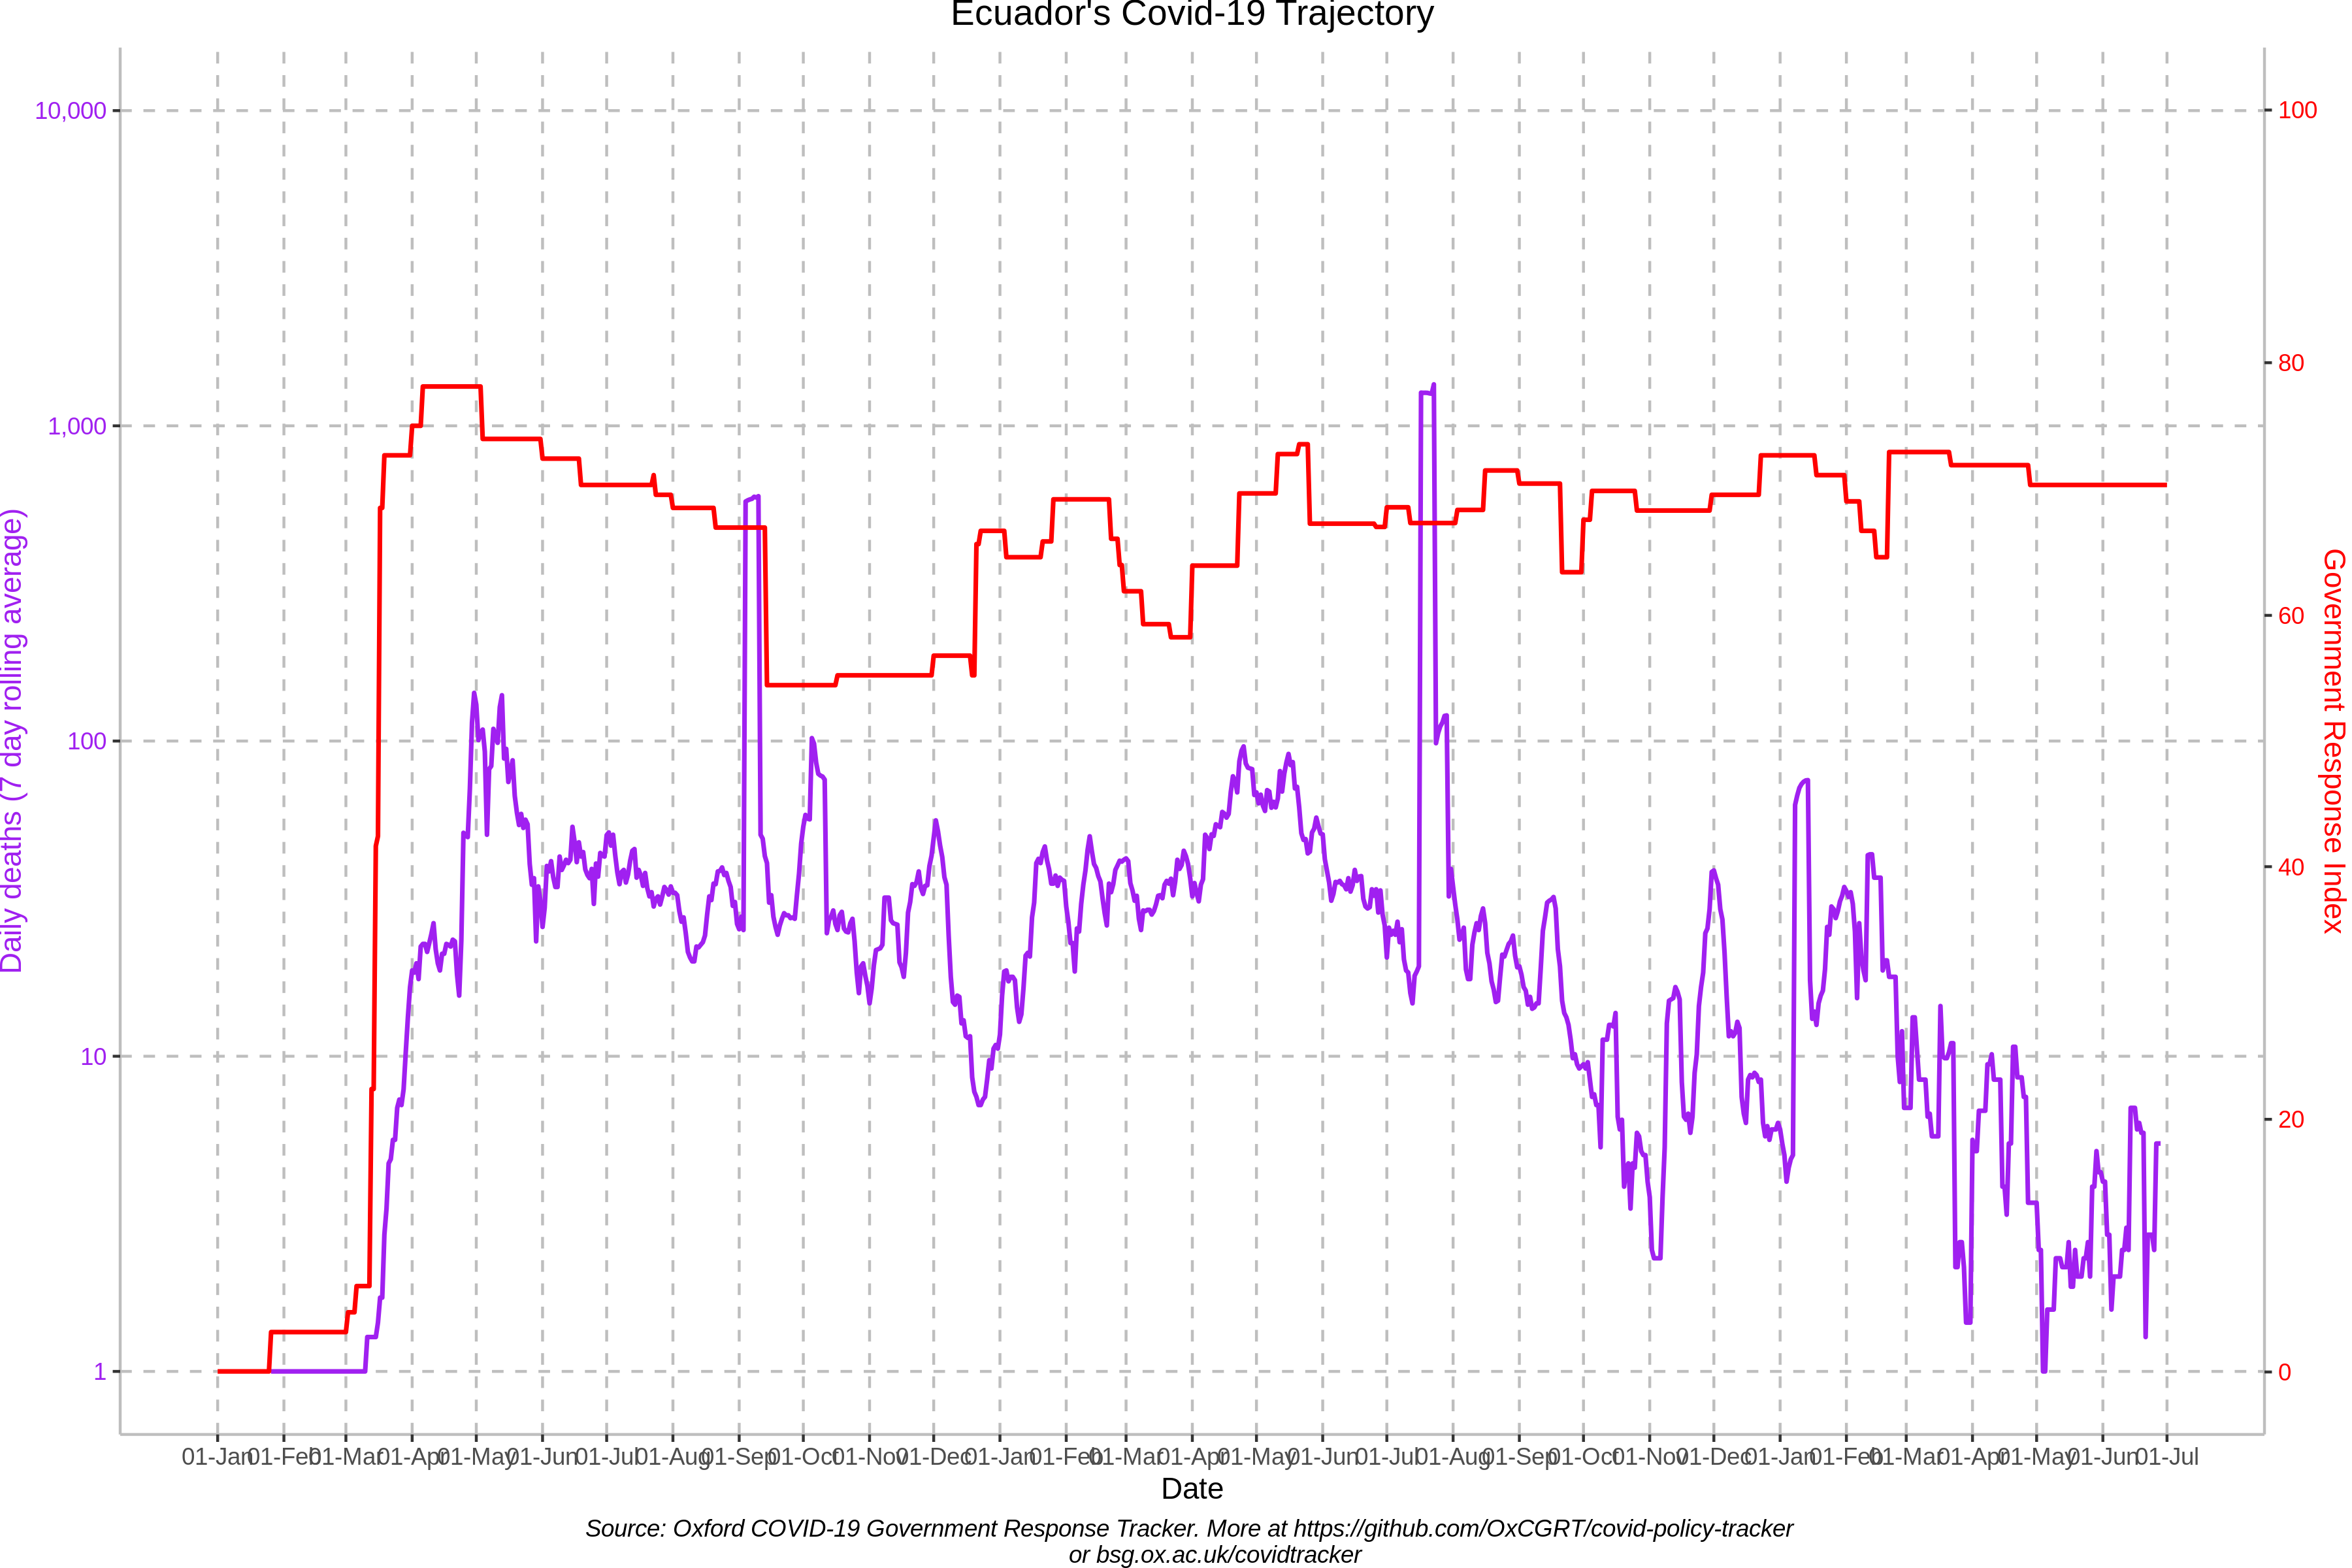 Ecuador's Covid-19 Trajectory
10,000
1,000
100
10
1
Daily deaths (7 day rolling average)
100
80
60
40
20
0
Government Response Index
01-Jan 01-Feb 01-Mar 01-Apr 01-May 01-Jun 01-Jul 01-Aug 01-Sep 01-Oct 01-Nov 01-Dec 01-Jan 01-Feb 01-Mar 01-Apr 01-May 01-Jun 01-Jul 01-Aug 01-Sep 01-Oct 01-Nov 01-Dec 01-Jan 01-Feb 01-Mar 01-Apr 01-May 01-Jun 01-Jul
Date
Source: Oxford COVID-19 Government Response Tracker. More at https://github.com/OxCGRT/covid-policy-tracker
or bsg.ox.ac.uk/covidtracker